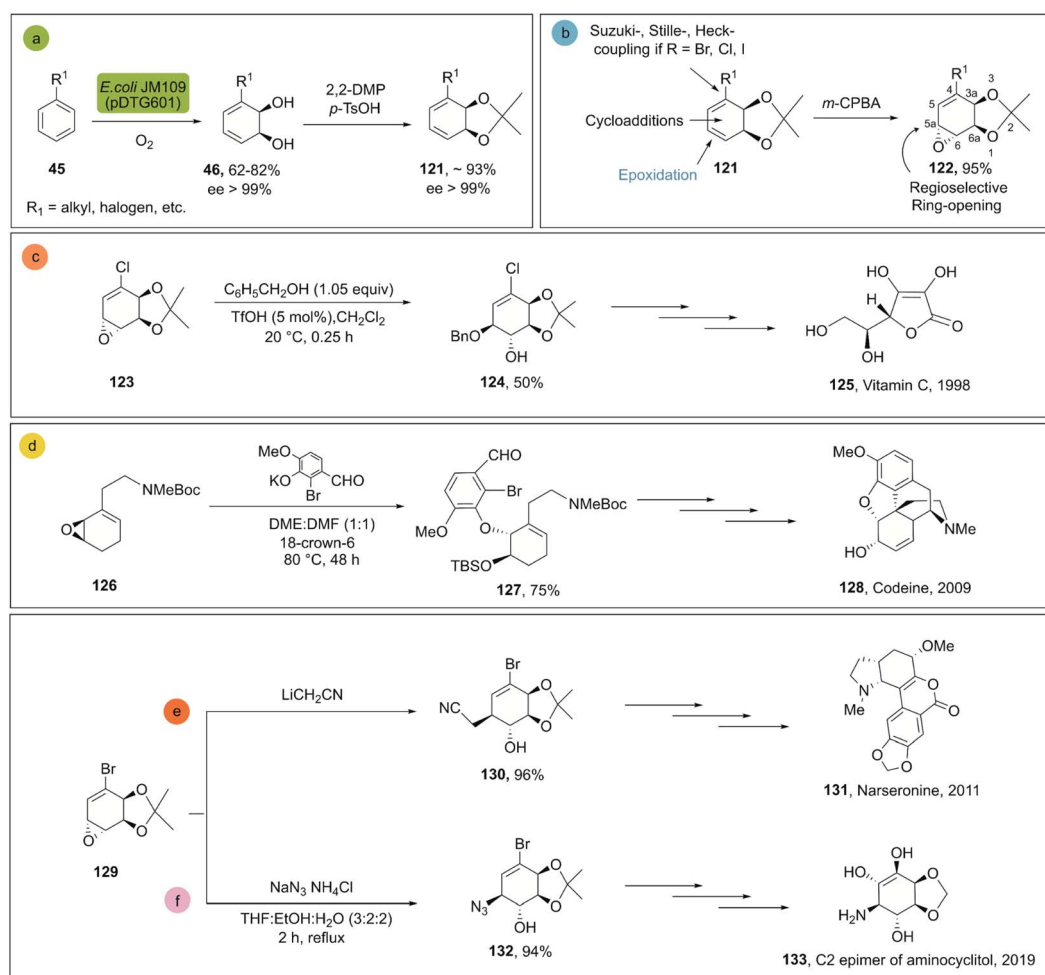 a
R¹
45
E.coli JM109
(pDTG601)
O₂
R¹
OH
OH
46, 62-82%
ee > 99%
2,2-DMP
p-TsOH
R¹
O
O
121, ~ 93%
ee > 99%
R₁ = alkyl, halogen, etc.
b
Suzuki-, Stille-, Heck-
coupling if R = Br, Cl, I
R¹
O
O
Cycloadditions
Epoxidation
121
m-CPBA
R¹
3
4
3a
O
5
2
5a
6a
O
O
6
1
122, 95%
Regioselective
Ring-opening
c
Cl
O
O
O
123
C₆H₅CH₂OH (1.05 equiv)
TfOH (5 mol%),CH₂Cl₂
20 °C, 0.25 h
Cl
O
O
BnO
OH
124, 50%
HO
OH
H
HO
O
O
OH
125, Vitamin C, 1998
d
NMeBoc
O
126
MeO
KO
CHO
Br
DME:DMF (1:1)
18-crown-6
80 °C, 48 h
CHO
Br
NMeBoc
MeO
O
TBSO
127, 75%
MeO
O
NMe
HO
128, Codeine, 2009
Br
O
O
O
129
e
LiCH₂CN
Br
O
NC
O
OH
130, 96%
OMe
N
O
Me
O
O
O
131, Narseronine, 2011
f
NaN₃ NH₄Cl
THF:EtOH:H₂O (3:2:2)
2 h, reflux
Br
O
O
N₃
OH
132, 94%
OH
HO
O
H₂N
O
OH
133, C2 epimer of aminocyclitol, 2019